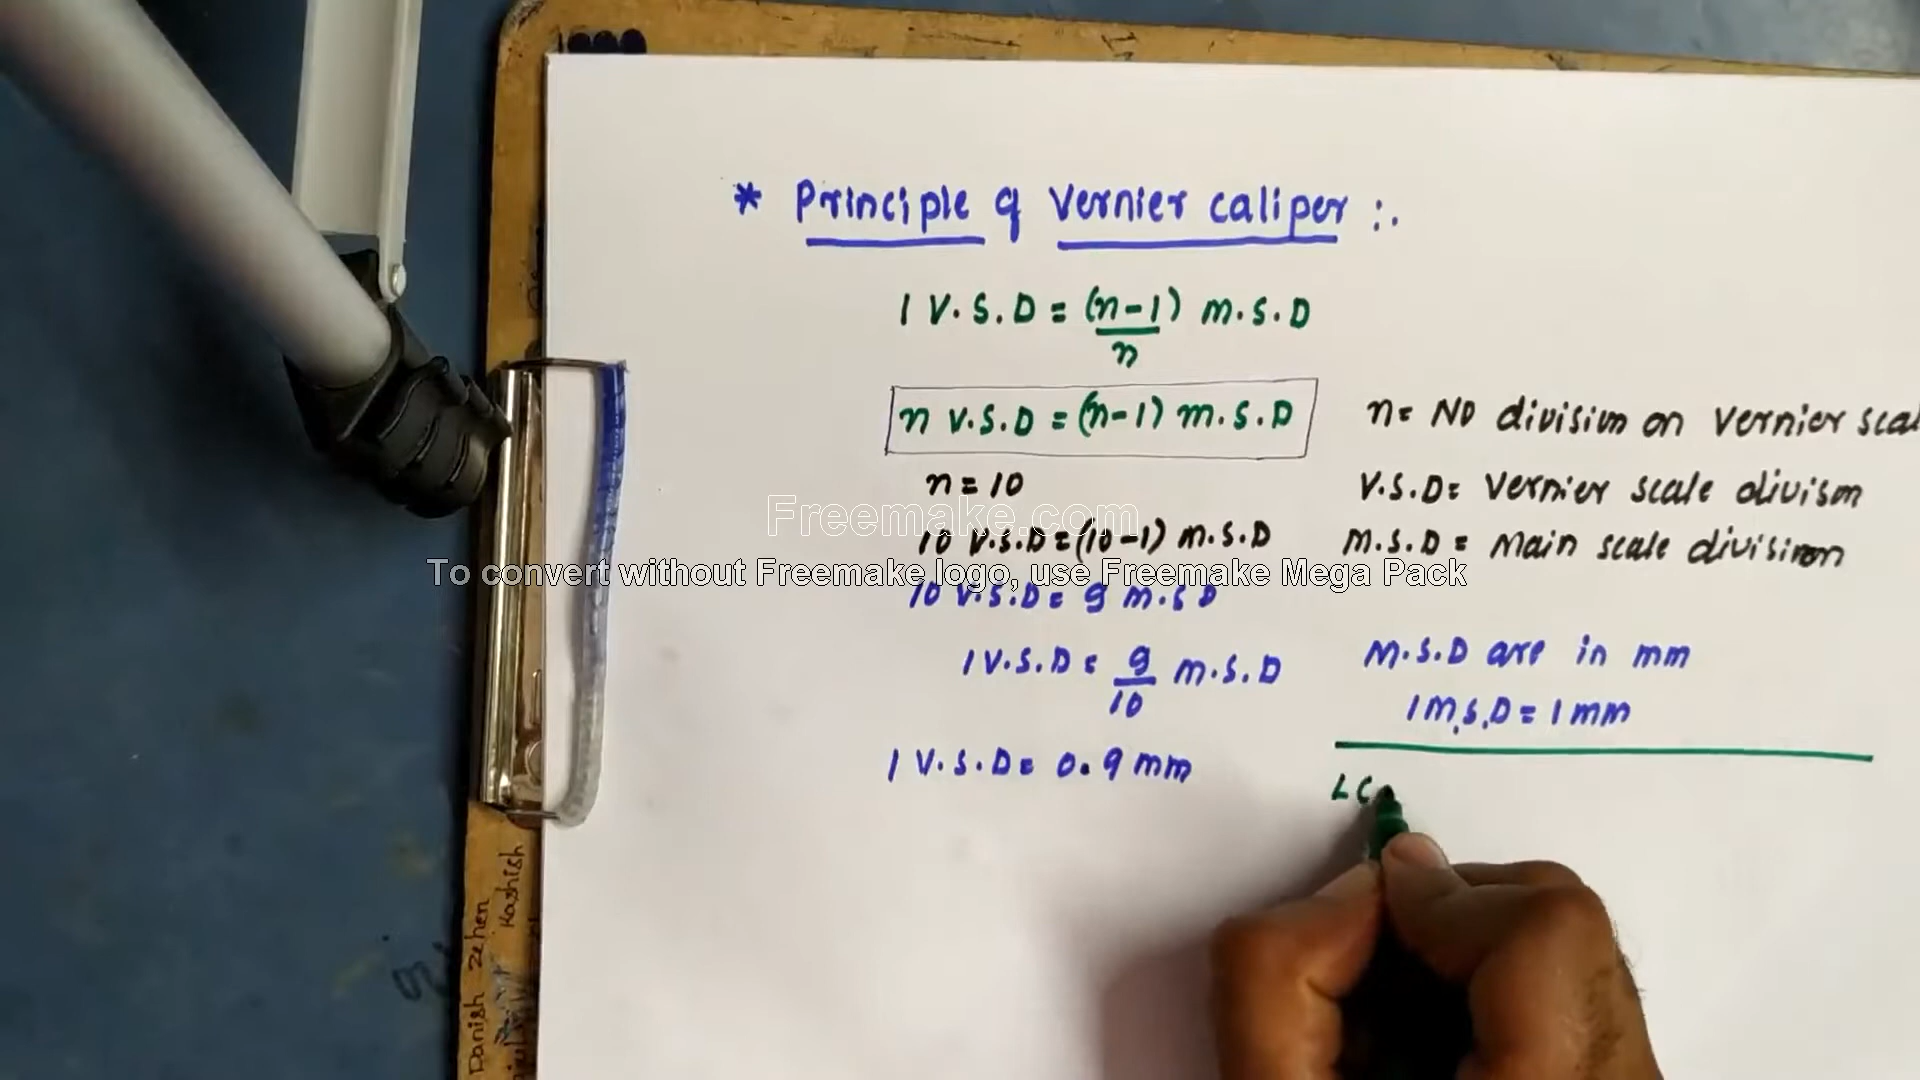 * Principle of Vernier caliper :.
1 V.S.D = (n-1) m.S.D
n
n V.S.D = (n-1) m.S.D
n = NO division on Vernier scal
n = 10
V.S.D = Vernier scale division
Freemake.com
10 V.S.D = (10-1) m.S.D
m.S.D = Main scale division
To convert without Freemake logo, use Freemake Mega Pack
10 V.S.D = 9 m.S D
1 V.S.D = 9 m.S.D
10
M.S.D are in mm
1 M.S.D = 1 mm
1 V.S.D = 0.9 mm
LC
Danish Zehen
Kashish